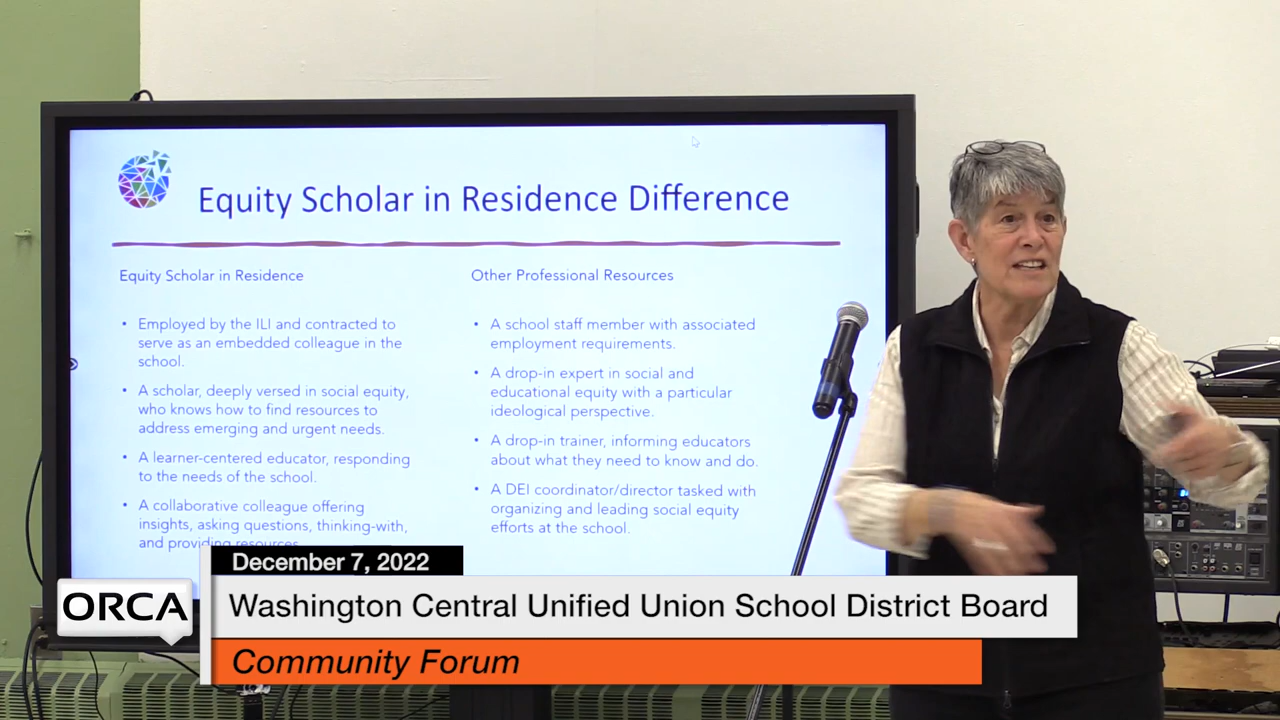 Equity Scholar in Residence Difference
Equity Scholar in Residence
• Employed by the ILI and contracted to
serve as an embedded colleague in the
school.
• A scholar, deeply versed in social equity,
who knows how to find resources to
address emerging and urgent needs.
• A learner-centered educator, responding
to the needs of the school.
• A collaborative colleague offering
insights, asking questions, thinking-with,
and providing resources.
Other Professional Resources
• A school staff member with associated
employment requirements.
• A drop-in expert in social and
educational equity with a particular
ideological perspective.
• A drop-in trainer, informing educators
about what they need to know and do.
• A DEI coordinator/director tasked with
organizing and leading social equity
efforts at the school.
December 7, 2022
ORCA
Washington Central Unified Union School District Board
Community Forum